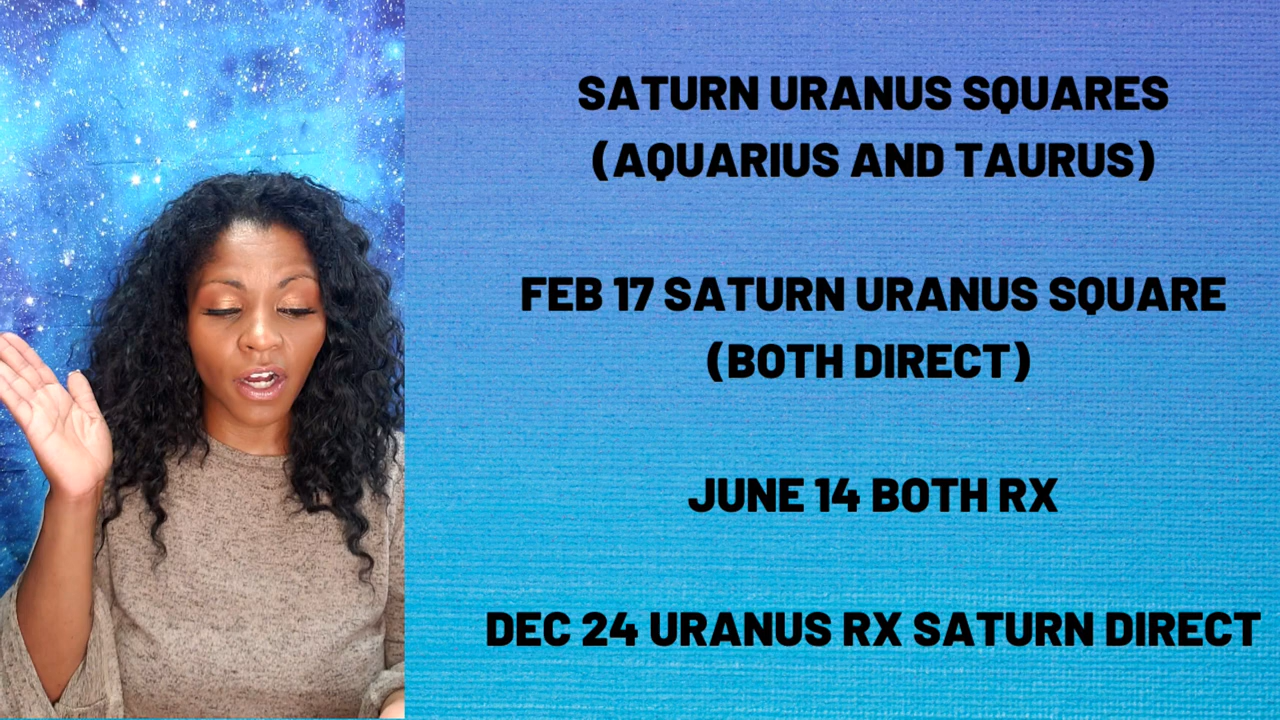 SATURN URANUS SQUARES
(AQUARIUS AND TAURUS)
FEB 17 SATURN URANUS SQUARE
(BOTH DIRECT)
JUNE 14 BOTH RX
DEC 24 URANUS RX SATURN DIRECT